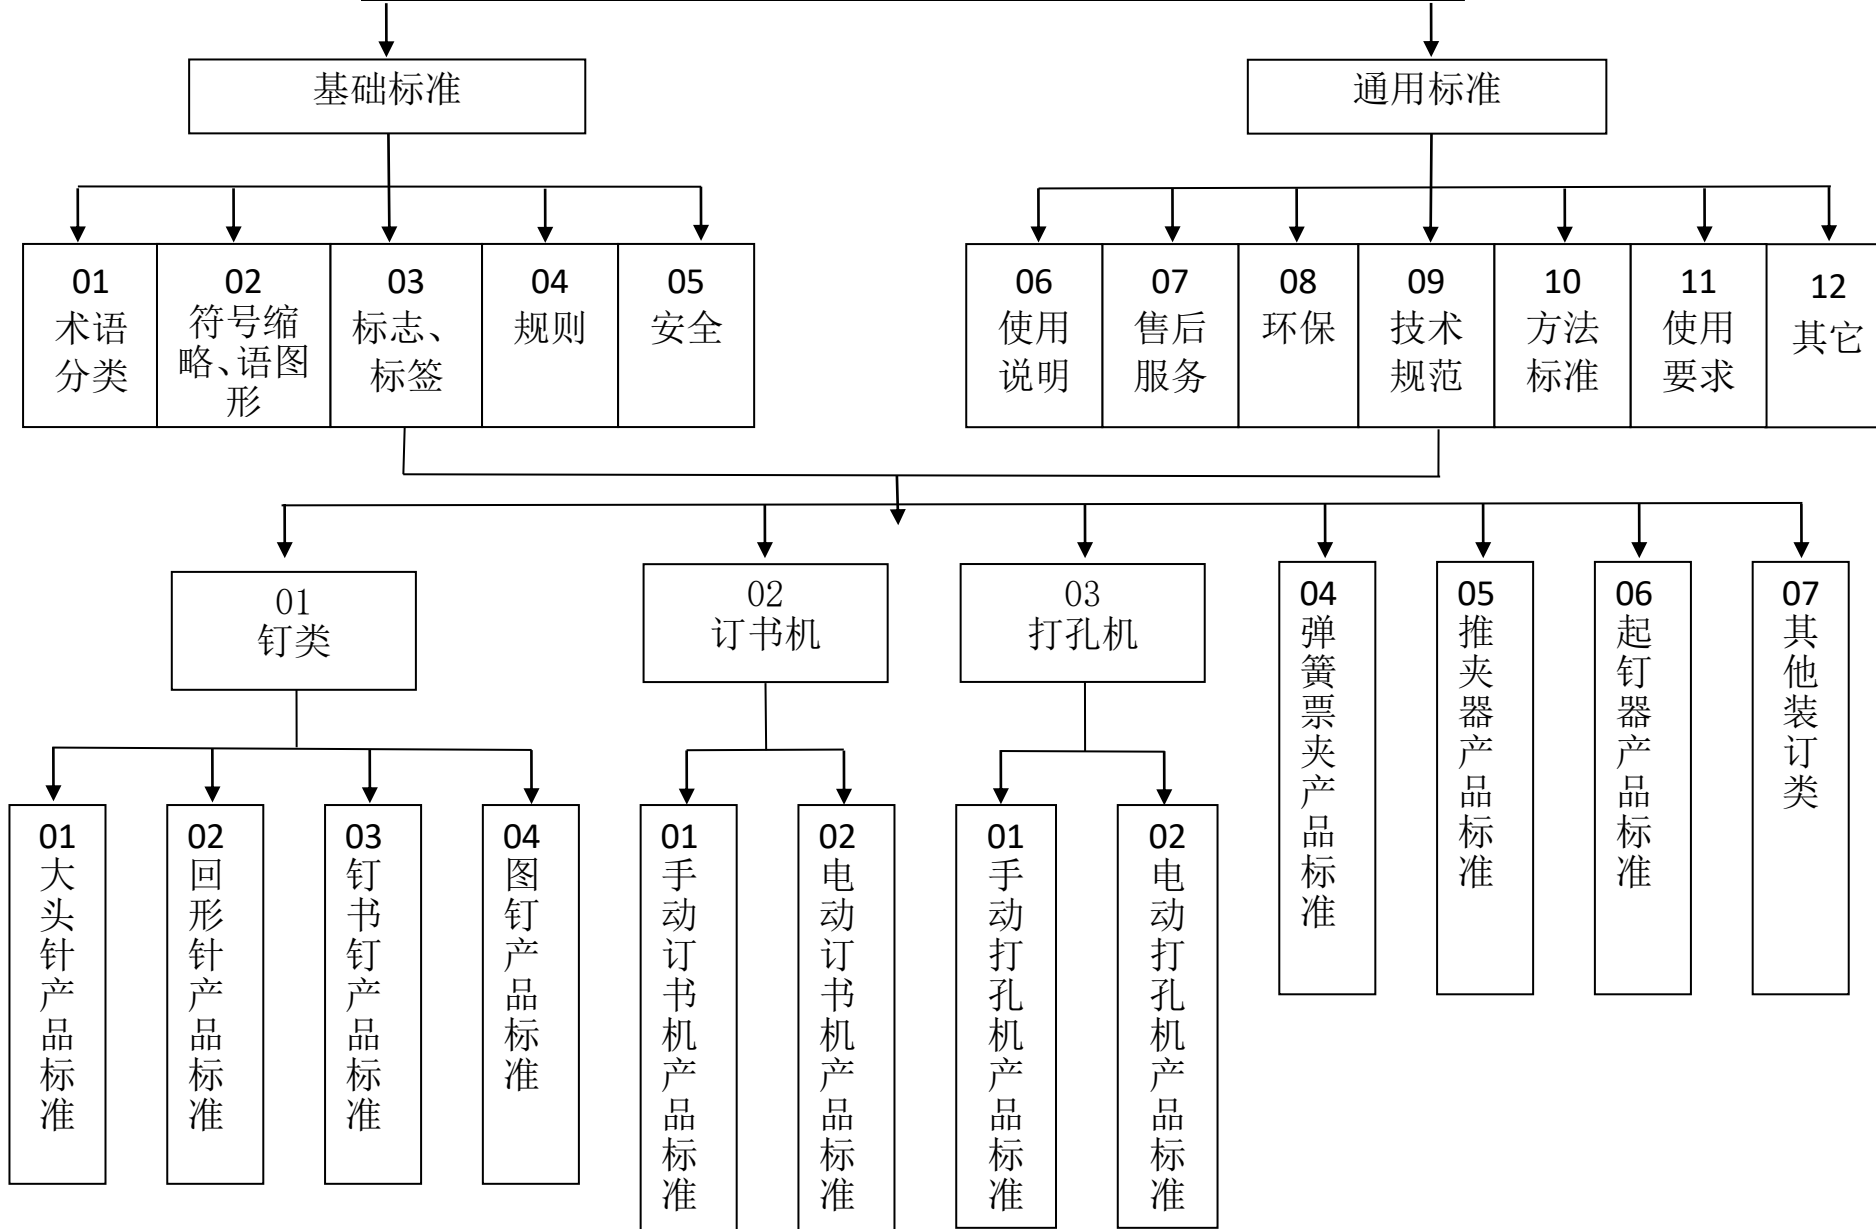 基础标准
通用标准
01
术语
分类
02
符号缩
略、语图
形
03
标志、
标签
04
规则
05
安全
06
使用
说明
07
售后
服务
08
环保
09
技术
规范
10
方法
标准
11
使用
要求
12
其它
01
钉类
02
订书机
03
打孔机
04
弹簧票夹产品标准
05
推夹器产品标准
06
起钉器产品标准
07
其他装订类
01
大头针产品标准
02
回形针产品标准
03
钉书钉产品标准
04
图钉产品标准
01
手动订书机产品标准
02
电动订书机产品标准
01
手动打孔机产品标准
02
电动打孔机产品标准